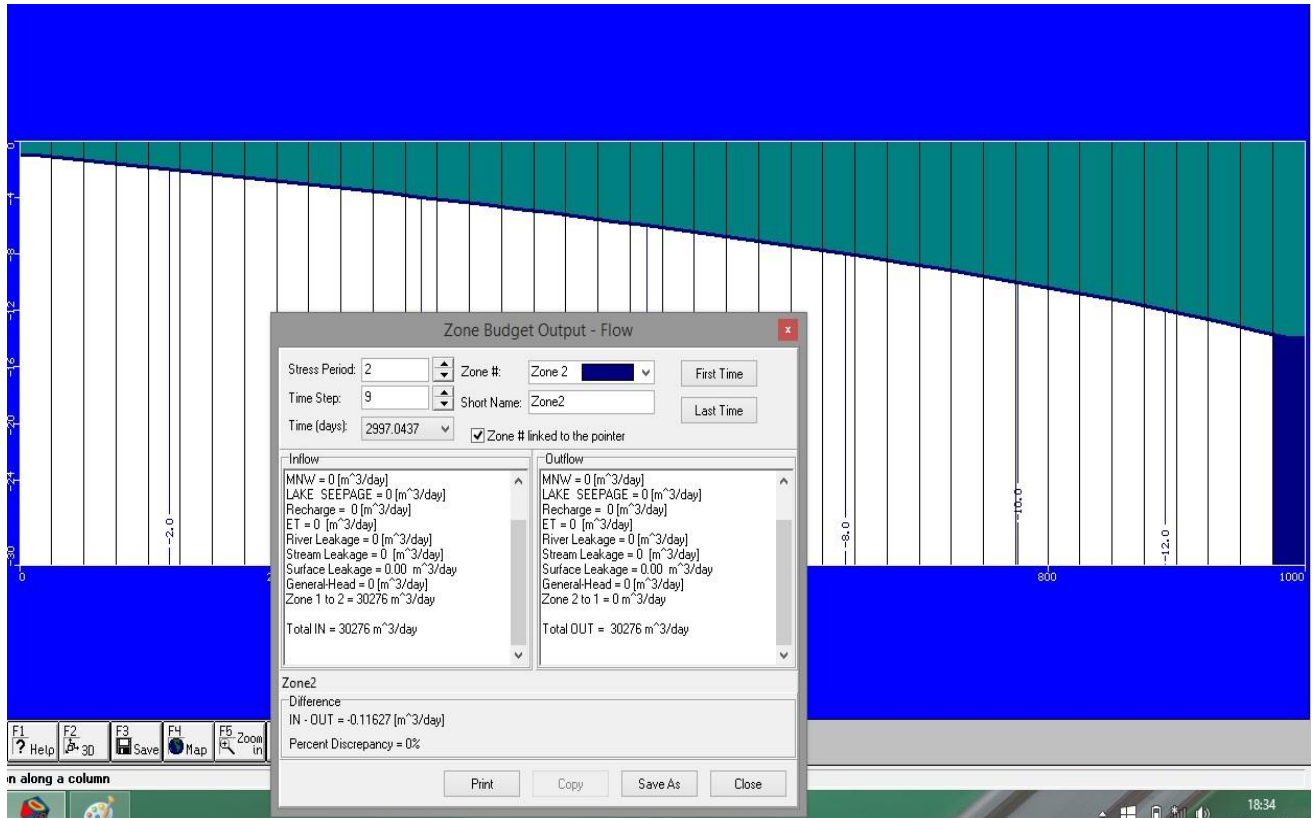 0
-4
-8
-12
-16
-20
-24
-30
-2.0
-8.0
-10.0
-12.0
0
2
800
1000
Zone Budget Output - Flow
x
Stress Period: 2
Zone #: Zone 2
First Time
Time Step: 9
Short Name: Zone2
Last Time
Time (days): 2997.0437
Zone # linked to the pointer
Inflow
MNW = 0 [m^3/day]
LAKE SEEPAGE = 0 [m^3/day]
Recharge = 0 [m^3/day]
ET = 0 [m^3/day]
River Leakage = 0 [m^3/day]
Stream Leakage = 0 [m^3/day]
Surface Leakage = 0.00 m^3/day
General-Head = 0 [m^3/day]
Zone 1 to 2 = 30276 m^3/day
Total IN = 30276 m^3/day
Outflow
MNW = 0 [m^3/day]
LAKE SEEPAGE = 0 [m^3/day]
Recharge = 0 [m^3/day]
ET = 0 [m^3/day]
River Leakage = 0 [m^3/day]
Stream Leakage = 0 [m^3/day]
Surface Leakage = 0.00 m^3/day
General-Head = 0 [m^3/day]
Zone 2 to 1 = 0 m^3/day
Total OUT = 30276 m^3/day
Zone2
Difference
IN - OUT = -0.11627 [m^3/day]
Percent Discrepancy = 0%
Print
Copy
Save As
Close
F1 ? Help
F2 3D
F3 Save
F4 Map
F5 Zoom in
n along a column
18:34